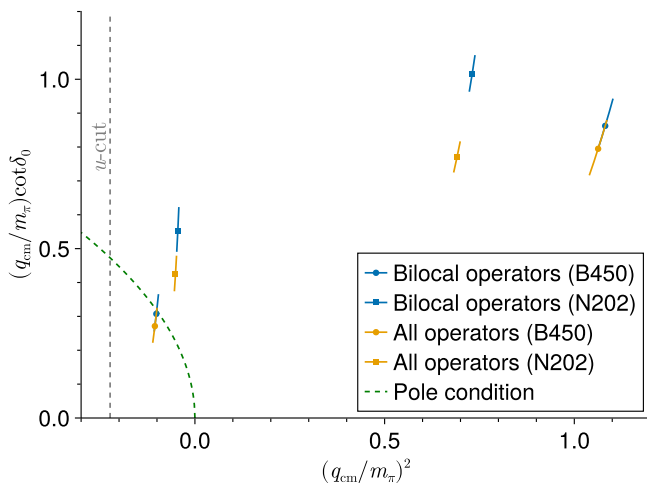 1.0
0.5
0.0
(q_cm/m_π)cotδ_0
u-cut
Bilocal operators (B450)
Bilocal operators (N202)
All operators (B450)
All operators (N202)
Pole condition
0.0 0.5 1.0
(q_cm/m_π)^2